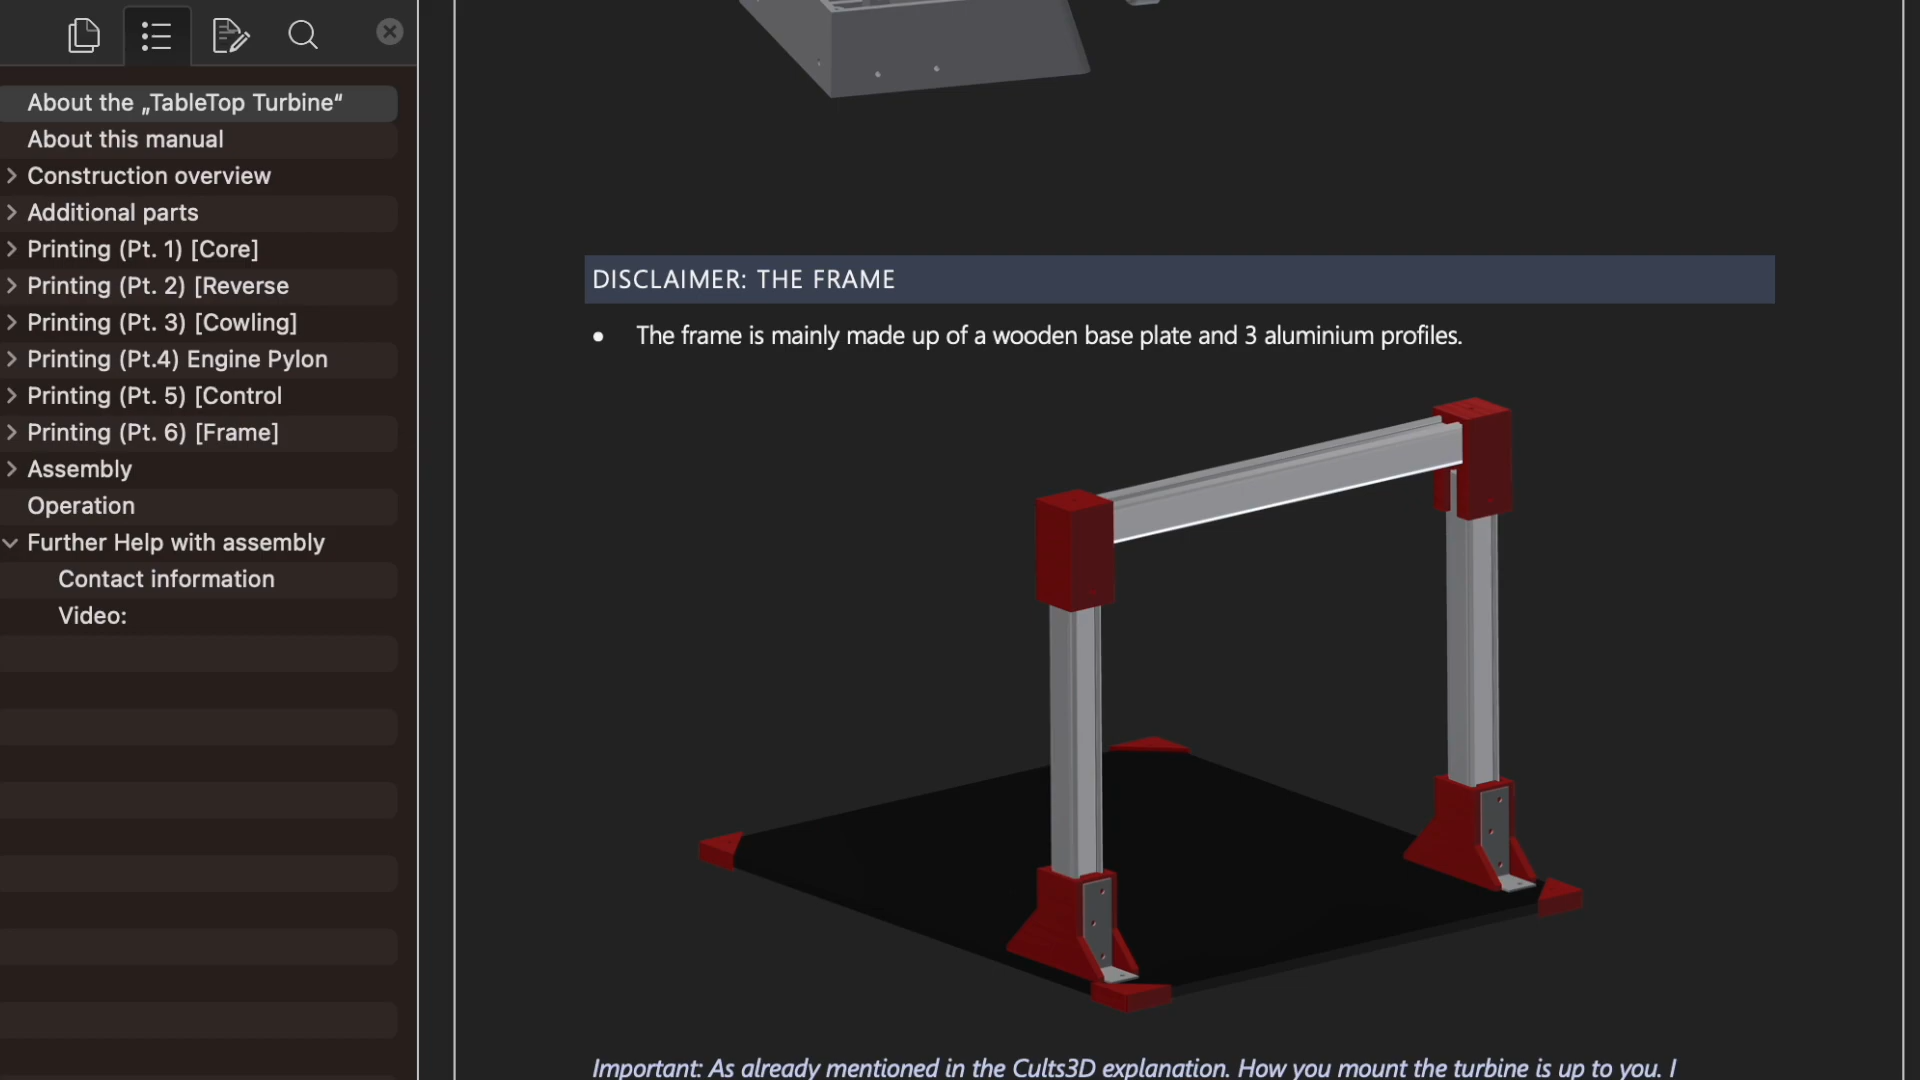 About the „TableTop Turbine“
About this manual
Construction overview
Additional parts
Printing (Pt. 1) [Core]
Printing (Pt. 2) [Reverse
Printing (Pt. 3) [Cowling]
Printing (Pt.4) Engine Pylon
Printing (Pt. 5) [Control
Printing (Pt. 6) [Frame]
Assembly
Operation
Further Help with assembly
Contact information
Video:
DISCLAIMER: THE FRAME
• The frame is mainly made up of a wooden base plate and 3 aluminium profiles.
Important: As already mentioned in the Cults3D explanation. How you mount the turbine is up to you. I